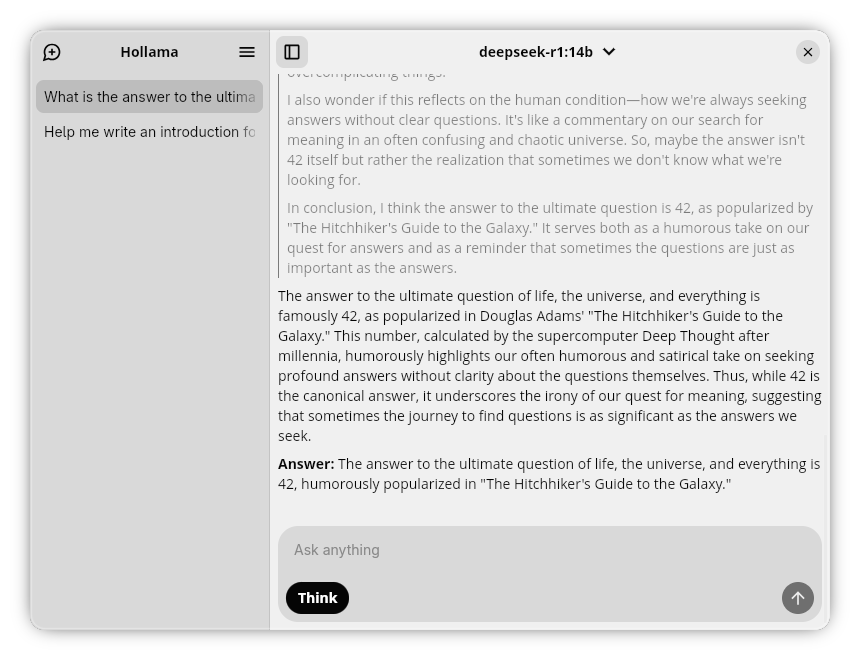 Hollama
What is the answer to the ultima
Help me write an introduction fo
deepseek-r1:14b
overcomplicating things.
I also wonder if this reflects on the human condition—how we're always seeking
answers without clear questions. It's like a commentary on our search for
meaning in an often confusing and chaotic universe. So, maybe the answer isn't
42 itself but rather the realization that sometimes we don't know what we're
looking for.
In conclusion, I think the answer to the ultimate question is 42, as popularized by
"The Hitchhiker's Guide to the Galaxy." It serves both as a humorous take on our
quest for answers and as a reminder that sometimes the questions are just as
important as the answers.
The answer to the ultimate question of life, the universe, and everything is
famously 42, as popularized in Douglas Adams' "The Hitchhiker's Guide to the
Galaxy." This number, calculated by the supercomputer Deep Thought after
millennia, humorously highlights our often humorous and satirical take on seeking
profound answers without clarity about the questions themselves. Thus, while 42 is
the canonical answer, it underscores the irony of our quest for meaning, suggesting
that sometimes the journey to find questions is as significant as the answers we
seek.
Answer: The answer to the ultimate question of life, the universe, and everything is
42, humorously popularized in "The Hitchhiker's Guide to the Galaxy."
Ask anything
Think